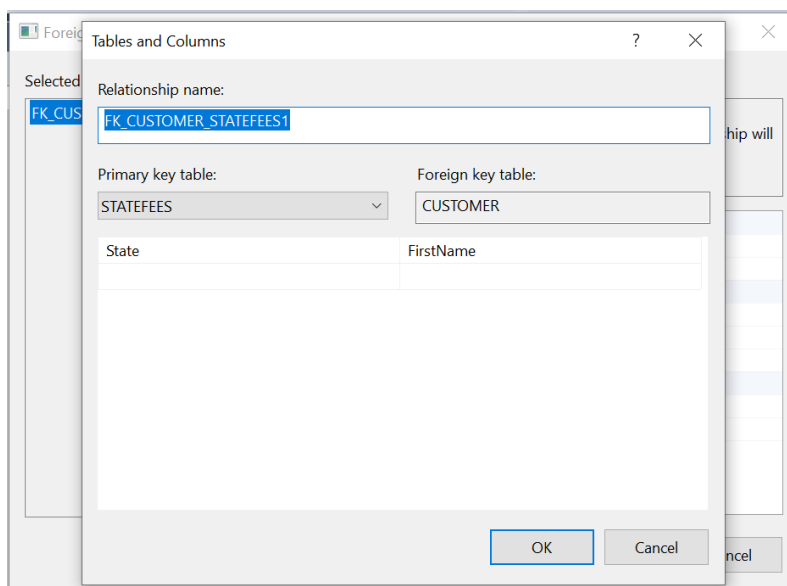 Foreig
Tables and Columns
?
Selected
Relationship name:
FK_CUS
FK_CUSTOMER_STATEFEES1
hip will
Primary key table:
Foreign key table:
STATEFEES
CUSTOMER
State
FirstName
OK
Cancel
ncel